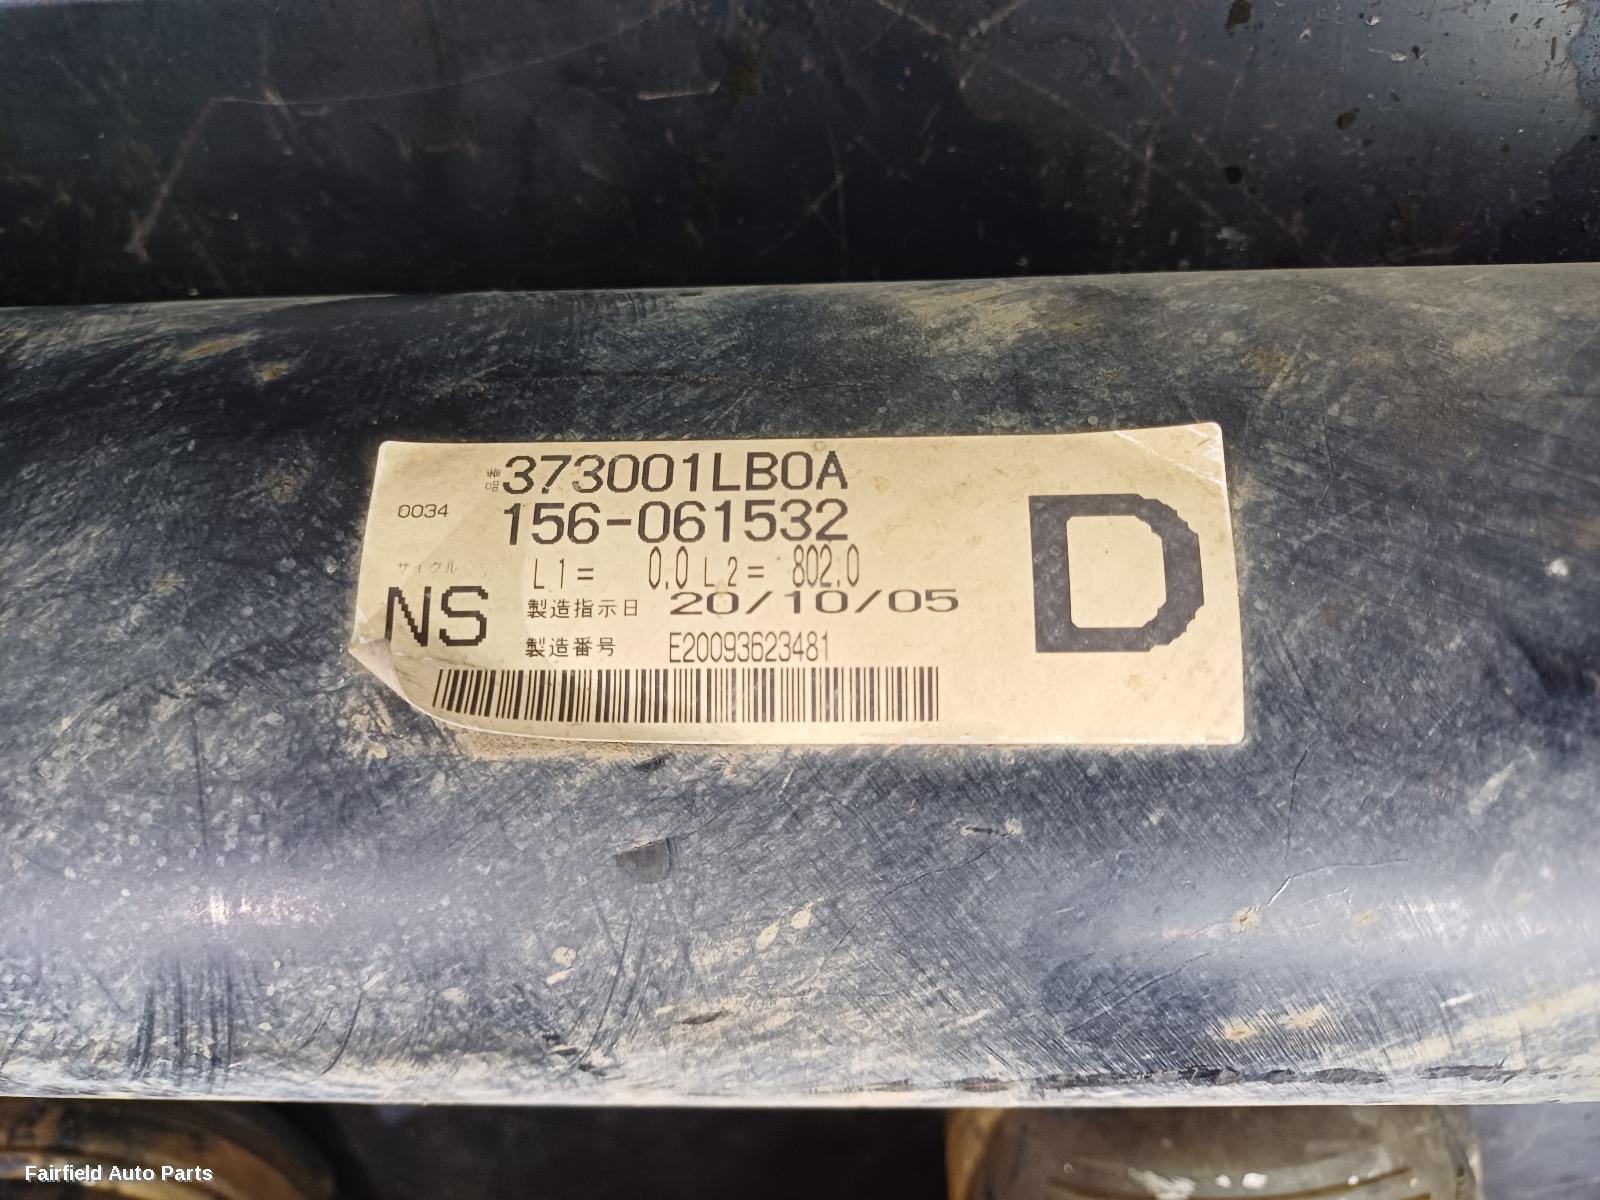 品番 373001LB0A
0034
156-061532
サイクル
L1= 0.0 L2= 802.0
NS
製造指示日 20/10/05
製造番号 E20093623481
D
Fairfield Auto Parts